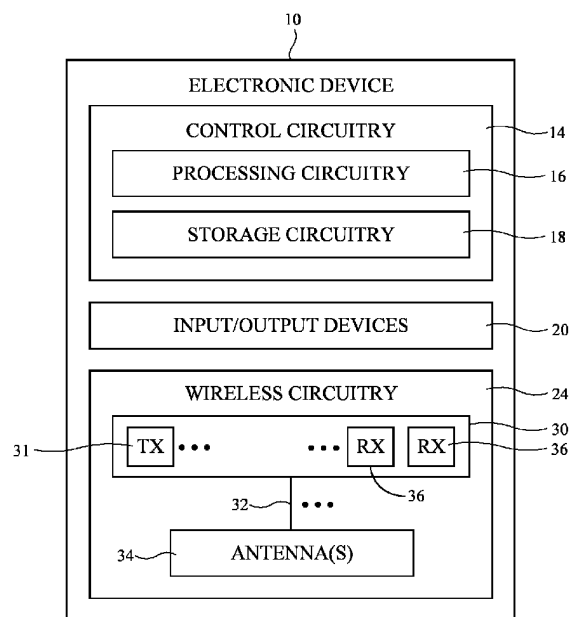 10
ELECTRONIC DEVICE
CONTROL CIRCUITRY
14
PROCESSING CIRCUITRY
16
STORAGE CIRCUITRY
18
INPUT/OUTPUT DEVICES
20
WIRELESS CIRCUITRY
24
30
31
TX ••• ••• RX RX
36
36
32
•••
34
ANTENNA(S)